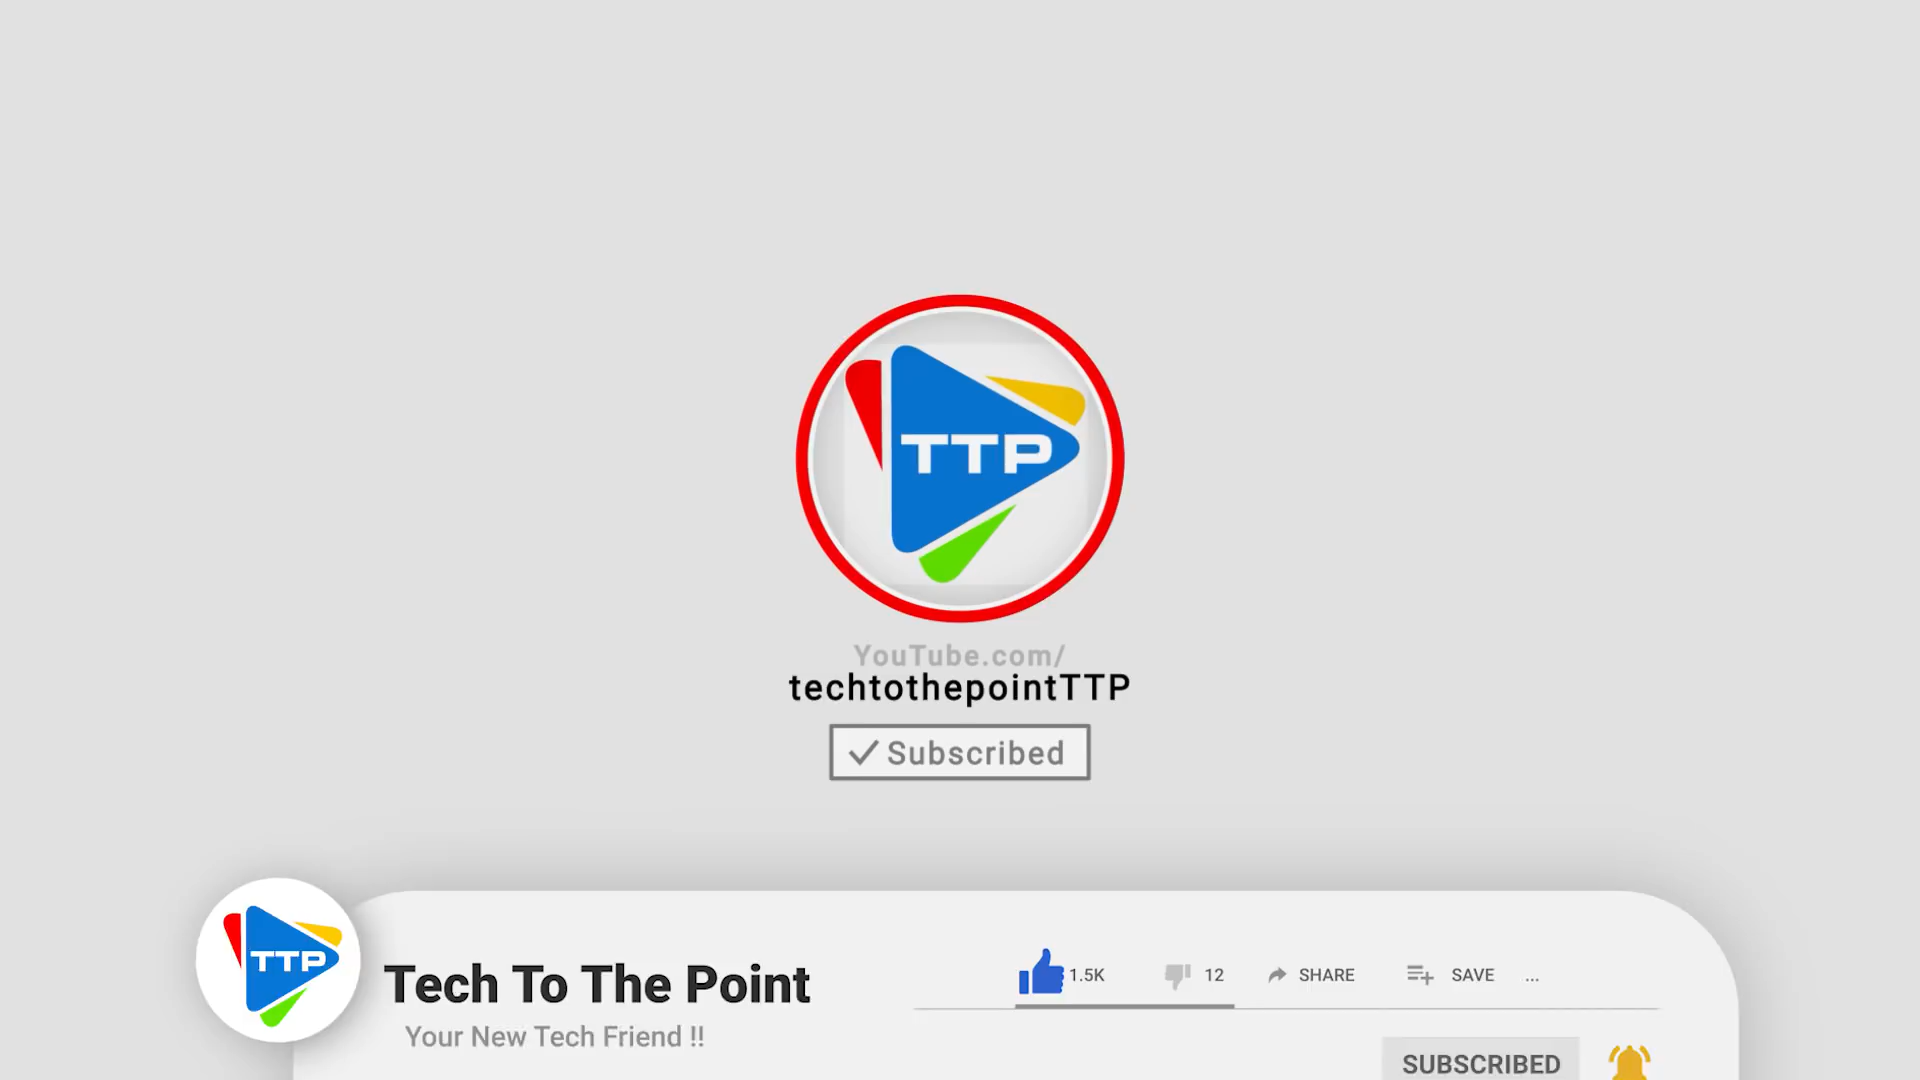 TTP
YouTube.com/
techtothepointTTP
Subscribed
TTP
Tech To The Point
Your New Tech Friend !!
1.5K 12 SHARE SAVE ...
SUBSCRIBED